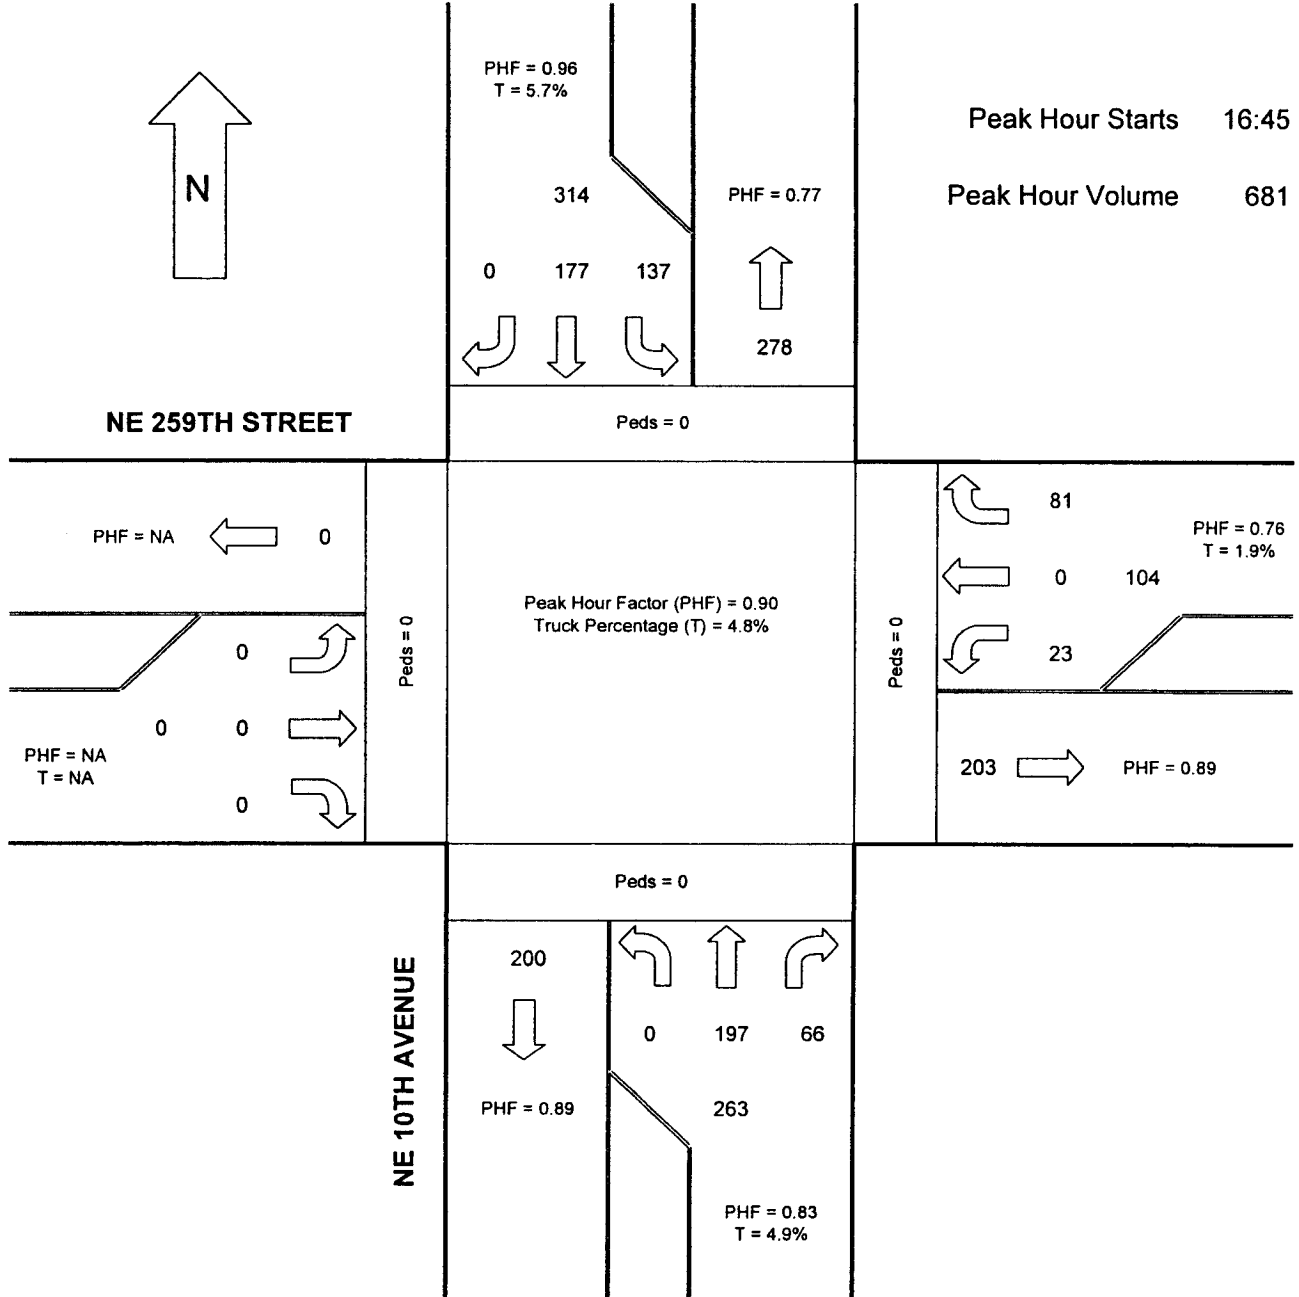 PHF = 0.96
T = 5.7%
Peak Hour Starts 16:45
N
314
PHF = 0.77
Peak Hour Volume 681
0 177 137
278
NE 259TH STREET
Peds = 0
81
PHF = NA
0
PHF = 0.76
T = 1.9%
0 104
Peak Hour Factor (PHF) = 0.90
Truck Percentage (T) = 4.8%
Peds = 0
Peds = 0
0
23
0 0
PHF = NA
T = NA
203
PHF = 0.89
0
Peds = 0
200
NE 10TH AVENUE
0 197 66
PHF = 0.89
263
PHF = 0.83
T = 4.9%